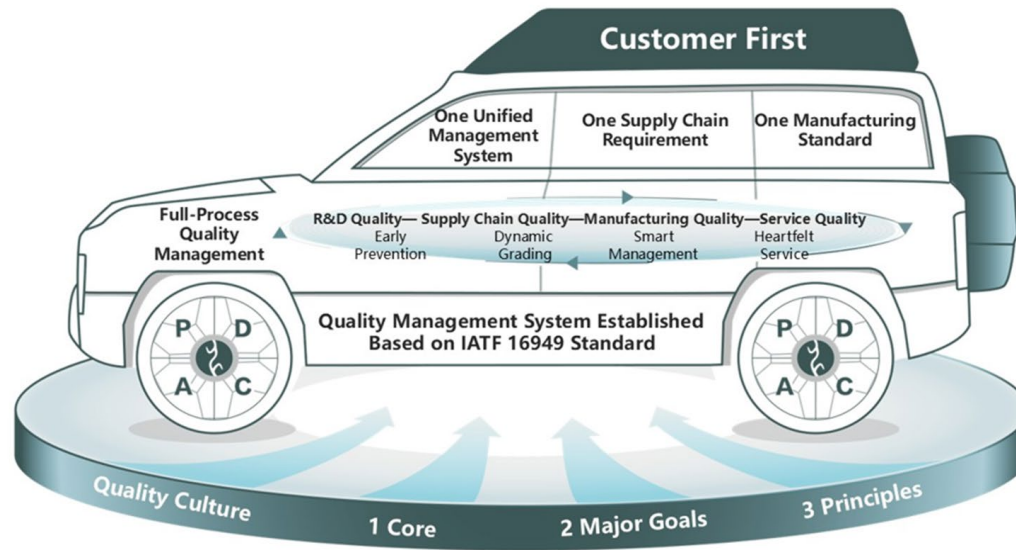 Customer First
One Unified
Management
System
One Supply Chain
Requirement
One Manufacturing
Standard
Full-Process
Quality
Management
R&D Quality— Supply Chain Quality—Manufacturing Quality—Service Quality
Early
Prevention
Dynamic
Grading
Smart
Management
Heartfelt
Service
Quality Management System Established
Based on IATF 16949 Standard
P D
A C
P D
A C
Quality Culture
1 Core
2 Major Goals
3 Principles